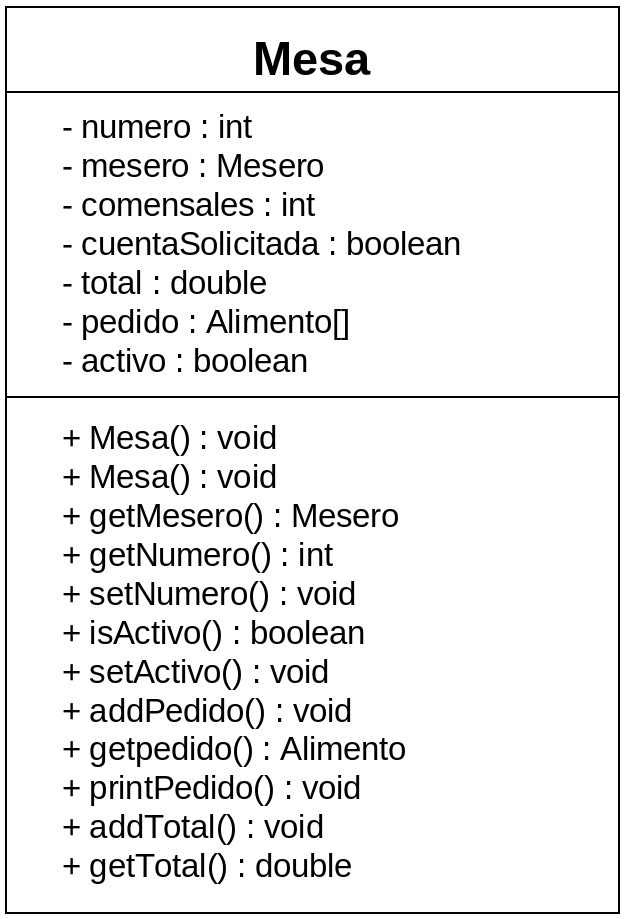 Mesa
- numero : int
- mesero : Mesero
- comensales : int
- cuentaSolicitada : boolean
- total : double
- pedido : Alimento[]
- activo : boolean
+ Mesa() : void
+ Mesa() : void
+ getMesero() : Mesero
+ getNumero() : int
+ setNumero() : void
+ isActivo() : boolean
+ setActivo() : void
+ addPedido() : void
+ getpedido() : Alimento
+ printPedido() : void
+ addTotal() : void
+ getTotal() : double